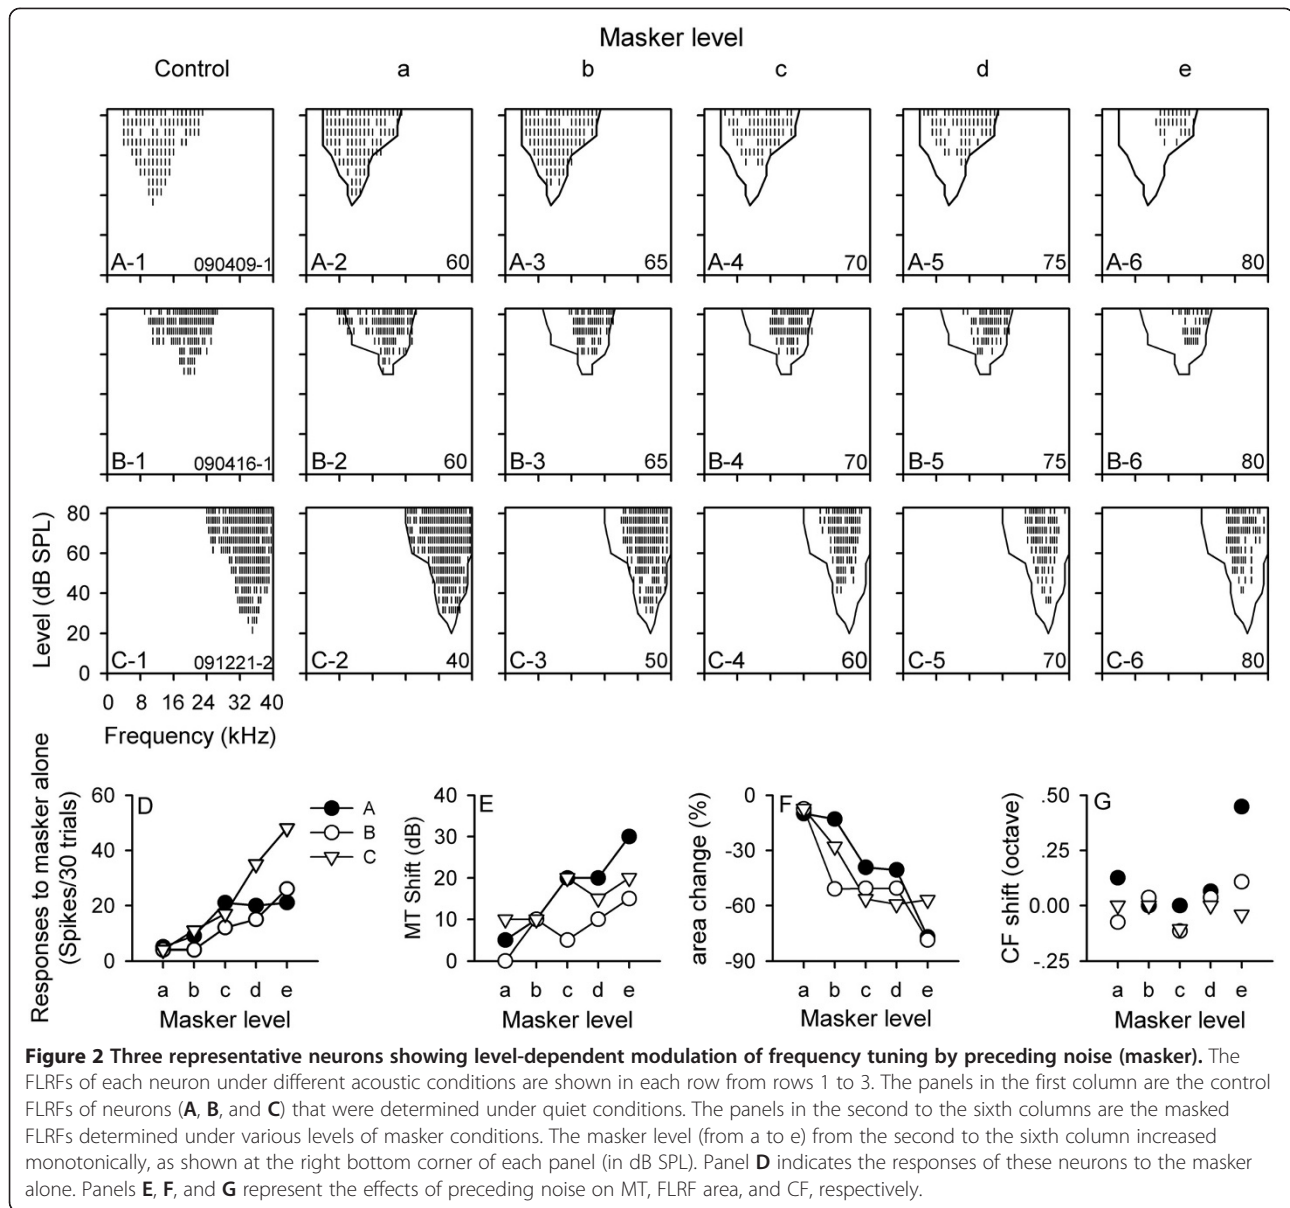 Masker level
Control a b c d e
A-1 090409-1 A-2 60 A-3 65 A-4 70 A-5 75 A-6 80
B-1 090416-1 B-2 60 B-3 65 B-4 70 B-5 75 B-6 80
Level (dB SPL)
80
60
40
20
0
C-1 091221-2 C-2 40 C-3 50 C-4 60 C-5 70 C-6 80
0 8 16 24 32 40
Frequency (kHz)
Responses to masker alone
(Spikes/30 trials)
60
40
20
0
D
A
B
C
a b c d e
Masker level
MT Shift (dB)
40
30
20
10
0
E
a b c d e
Masker level
area change (%)
0
-30
-60
-90
F
a b c d e
Masker level
CF shift (octave)
.50
.25
0.00
-.25
G
a b c d e
Masker level
Figure 2 Three representative neurons showing level-dependent modulation of frequency tuning by preceding noise (masker). The
FLRFs of each neuron under different acoustic conditions are shown in each row from rows 1 to 3. The panels in the first column are the control
FLRFs of neurons (A, B, and C) that were determined under quiet conditions. The panels in the second to the sixth columns are the masked
FLRFs determined under various levels of masker conditions. The masker level (from a to e) from the second to the sixth column increased
monotonically, as shown at the right bottom corner of each panel (in dB SPL). Panel D indicates the responses of these neurons to the masker
alone. Panels E, F, and G represent the effects of preceding noise on MT, FLRF area, and CF, respectively.